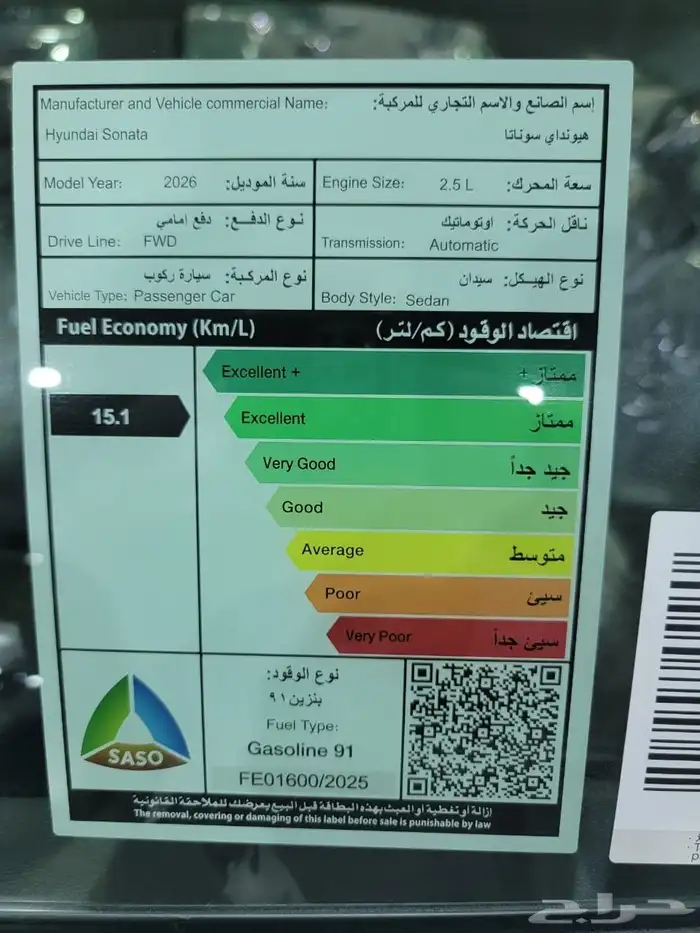 Manufacturer and Vehicle commercial Name: إسم الصانع والاسم التجاري للمركبة:
Hyundai Sonata هيونداي سوناتا
Model Year: 2026 سنة الموديل:
Engine Size: 2.5 L سعة المحرك:
نوع الدفع: دفع امامي
Drive Line: FWD
ناقل الحركة: اوتوماتيك
Transmission: Automatic
نوع المركبة: سيارة ركوب
Vehicle Type: Passenger Car
نوع الهيكل: سيدان
Body Style: Sedan
Fuel Economy (Km/L) اقتصاد الوقود (كم/لتر)
Excellent + ممتاز +
15.1
Excellent ممتاز
Very Good جيد جداً
Good جيد
Average متوسط
Poor سيئ
Very Poor سيئ جداً
SASO
نوع الوقود:
بنزين ٩١
Fuel Type:
Gasoline 91
FE01600/2025
إزالة أو تغطية أو العبث بهذه البطاقة قبل البيع يعرضك للملاحقة القانونية
The removal, covering or damaging of this label before sale is punishable by law
حراج